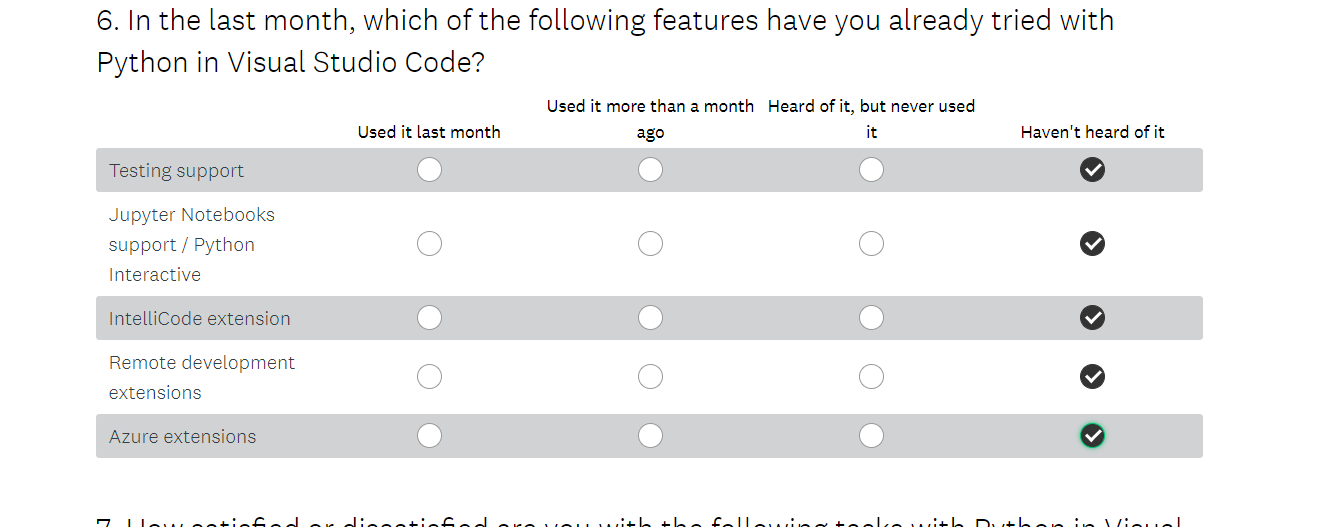 6. In the last month, which of the following features have you already tried with
Python in Visual Studio Code?
Used it last month
Used it more than a month
ago
Heard of it, but never used
it
Haven't heard of it
Testing support
Jupyter Notebooks
support / Python
Interactive
IntelliCode extension
Remote development
extensions
Azure extensions
7. How satisfied or dissatisfied are you with the following tasks with Python in Visual